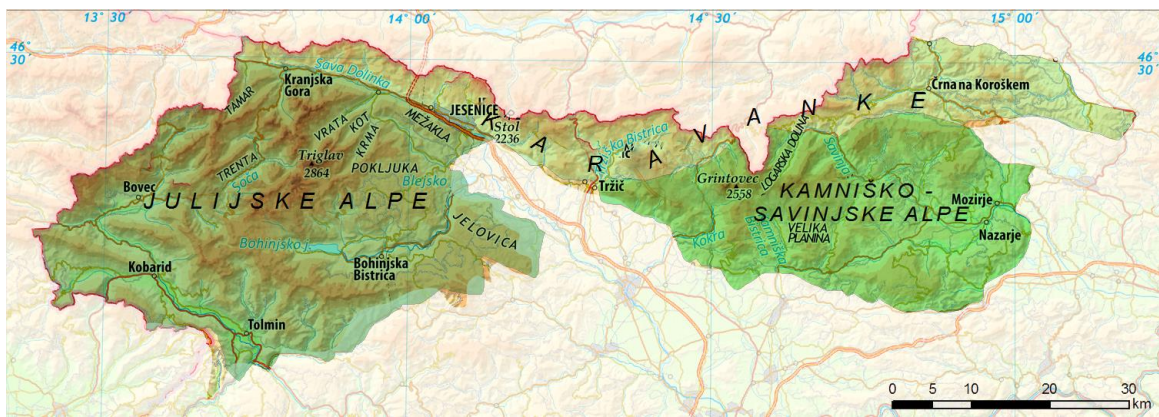 13°30'
14°00'
14°30'
15°00'
46°
30'
46°
30'
Sava Dolinka
Kranjska
Gora
TAMAR
VRATA
KOT
KRMA
JESENICE
MEŽAKLA
Stol
2236
KARAVANKE
Črna na Koroškem
LOGARSKA DOLINA
Savinja
Triglav
2864
TRENTA
Soča
POKLJUKA
Blejsko
Tržič
Grintovec
2558
Bovec
JULIJSKE ALPE
KAMNIŠKO -
SAVINJSKE ALPE
Mozirje
Nazarje
VELIKA
PLANINA
Kamniška
Bistrica
Kokra
JELOVICA
Bohinjsko j.
Bohinjska
Bistrica
Kobarid
Tolmin
0 5 10 20 30
km